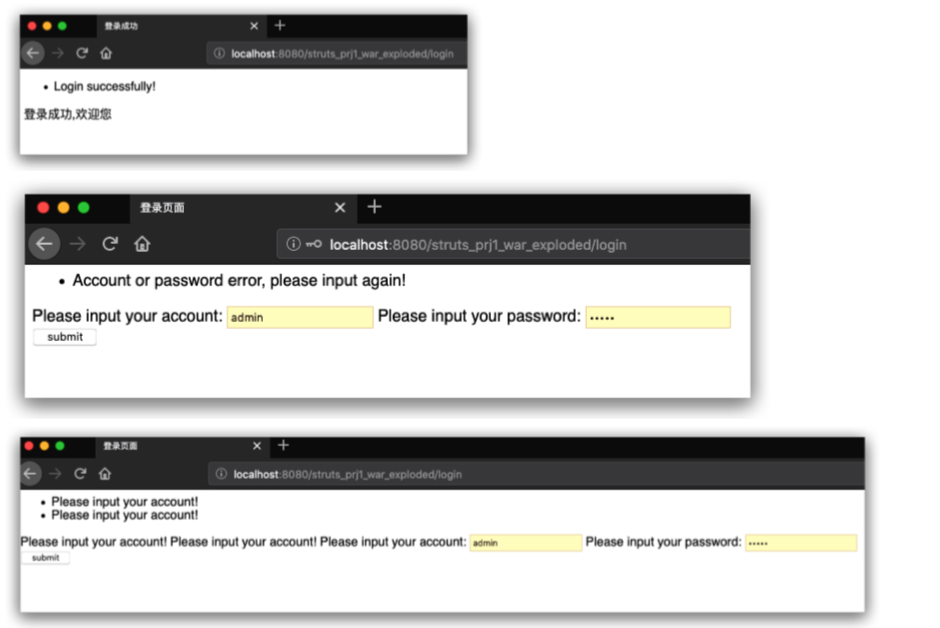 登录成功
localhost:8080/struts_prj1_war_exploded/login
Login successfully!
登录成功,欢迎您
登录页面
localhost:8080/struts_prj1_war_exploded/login
Account or password error, please input again!
Please input your account: admin Please input your password: •••••
submit
登录页面
localhost:8080/struts_prj1_war_exploded/login
Please input your account!
Please input your account!
Please input your account! Please input your account! Please input your account: admin Please input your password: •••••
submit